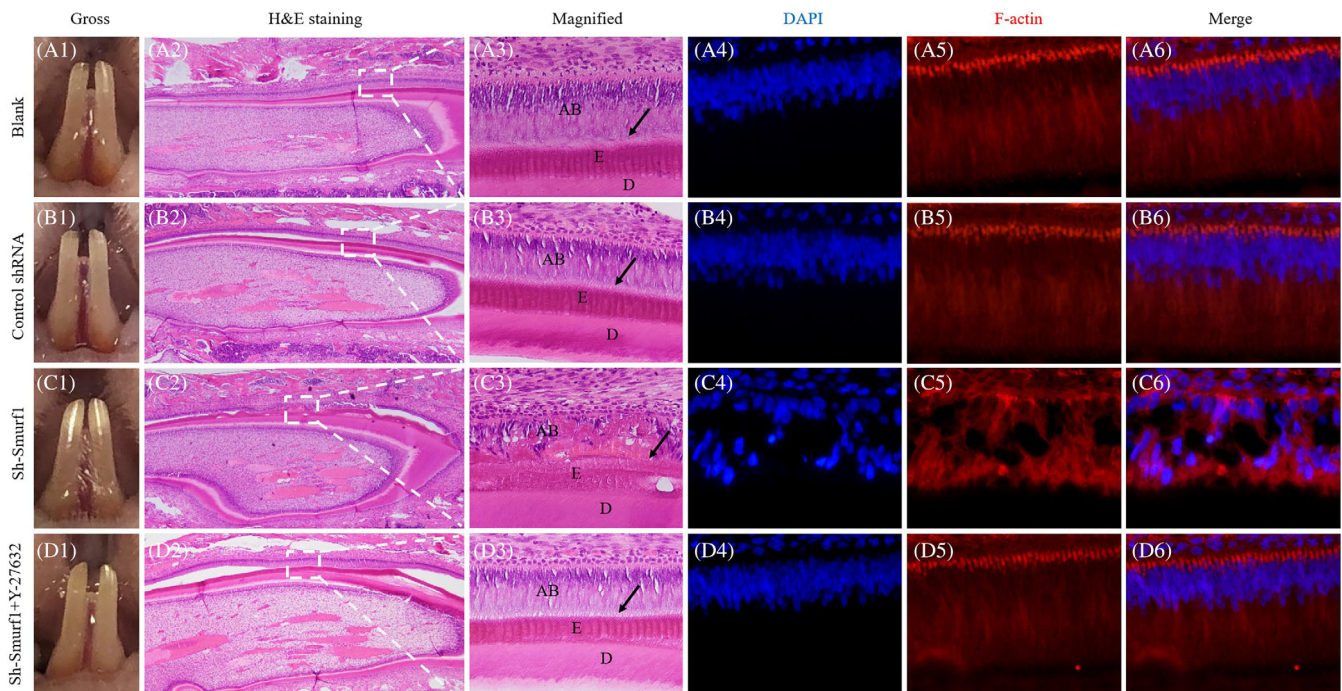 Gross H&E staining Magnified DAPI F-actin Merge
Blank
(A1) (A2) (A3) (A4) (A5) (A6)
AB
E
D
Control shRNA
(B1) (B2) (B3) (B4) (B5) (B6)
AB
E
D
Sh-Smurf1
(C1) (C2) (C3) (C4) (C5) (C6)
AB
E
D
Sh-Smurf1+Y-27632
(D1) (D2) (D3) (D4) (D5) (D6)
AB
E
D